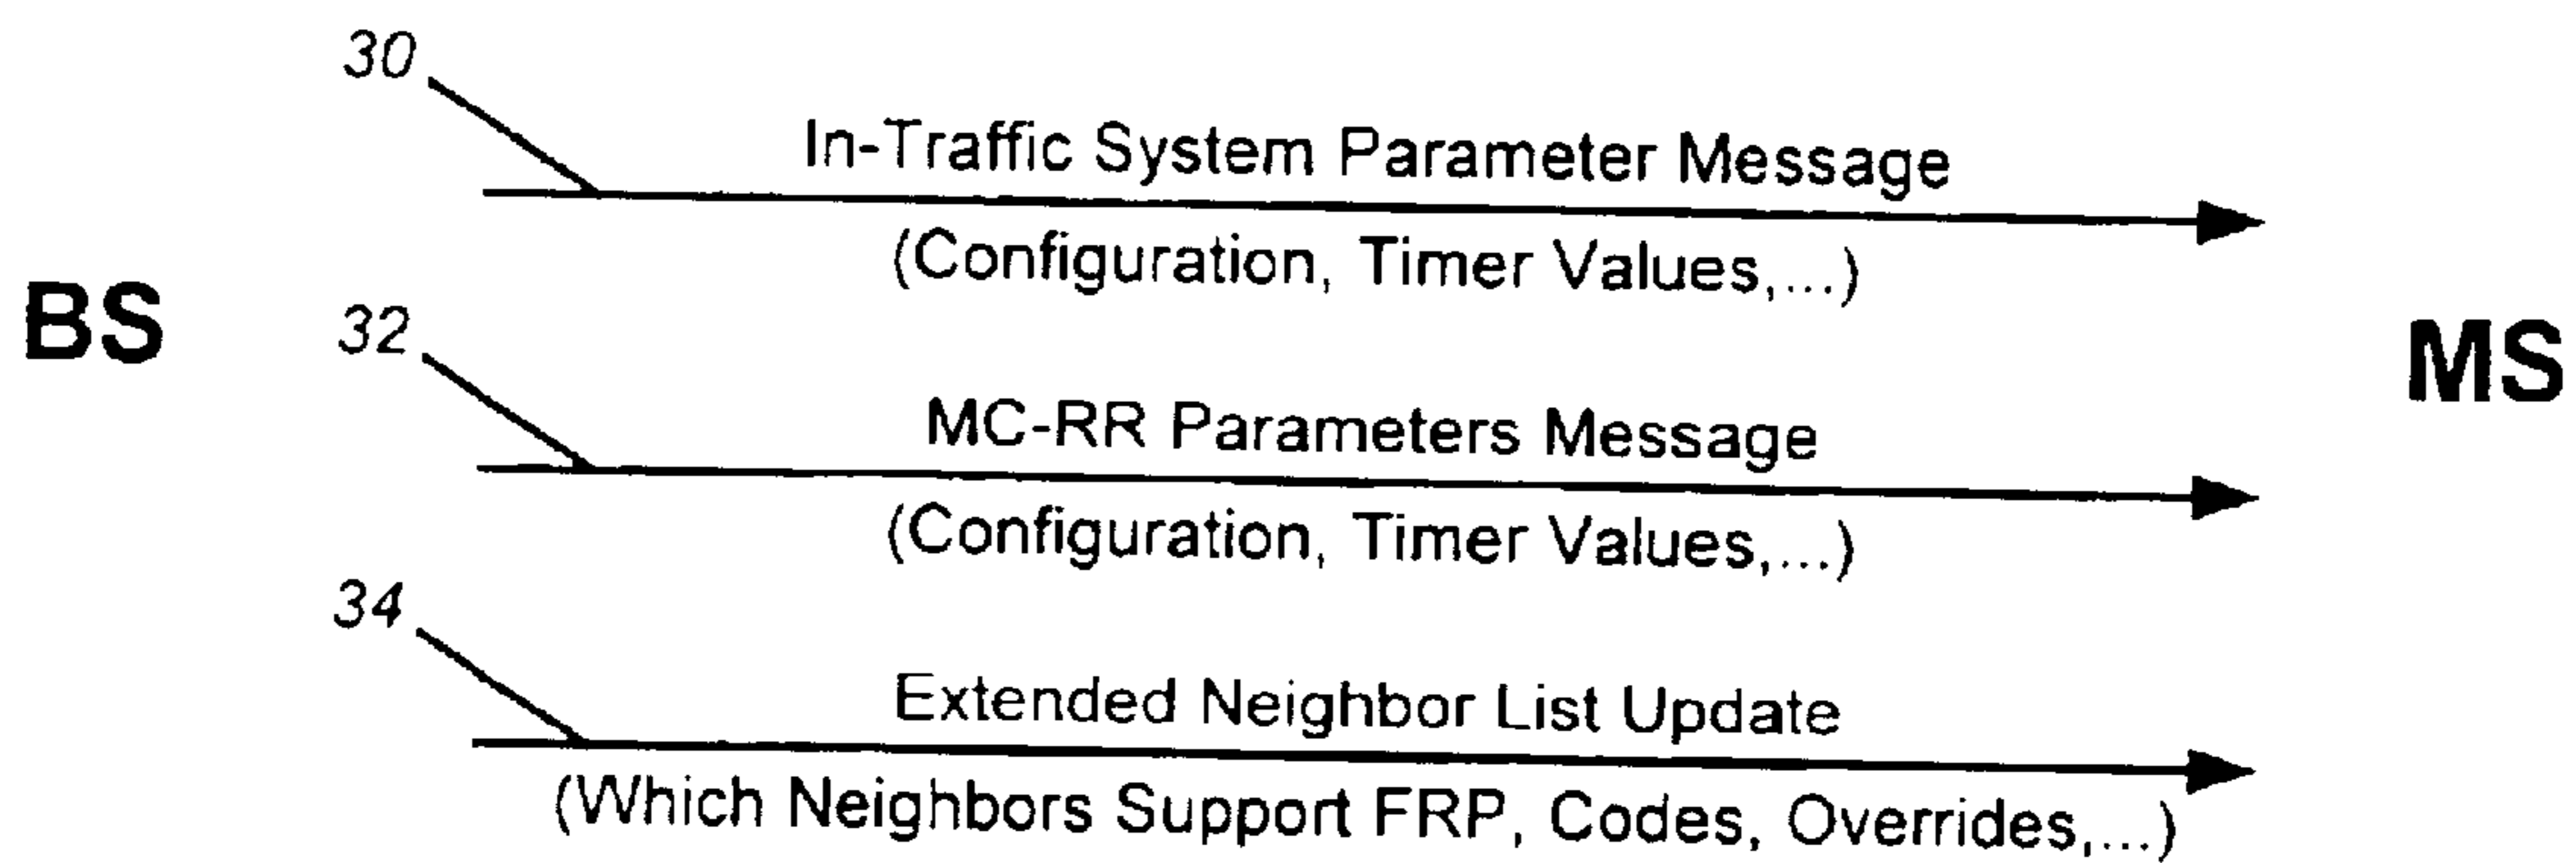 30
In-Traffic System Parameter Message
(Configuration, Timer Values,...)
BS
32
MS
MC-RR Parameters Message
(Configuration, Timer Values,...)
34
Extended Neighbor List Update
(Which Neighbors Support FRP, Codes, Overrides,...)